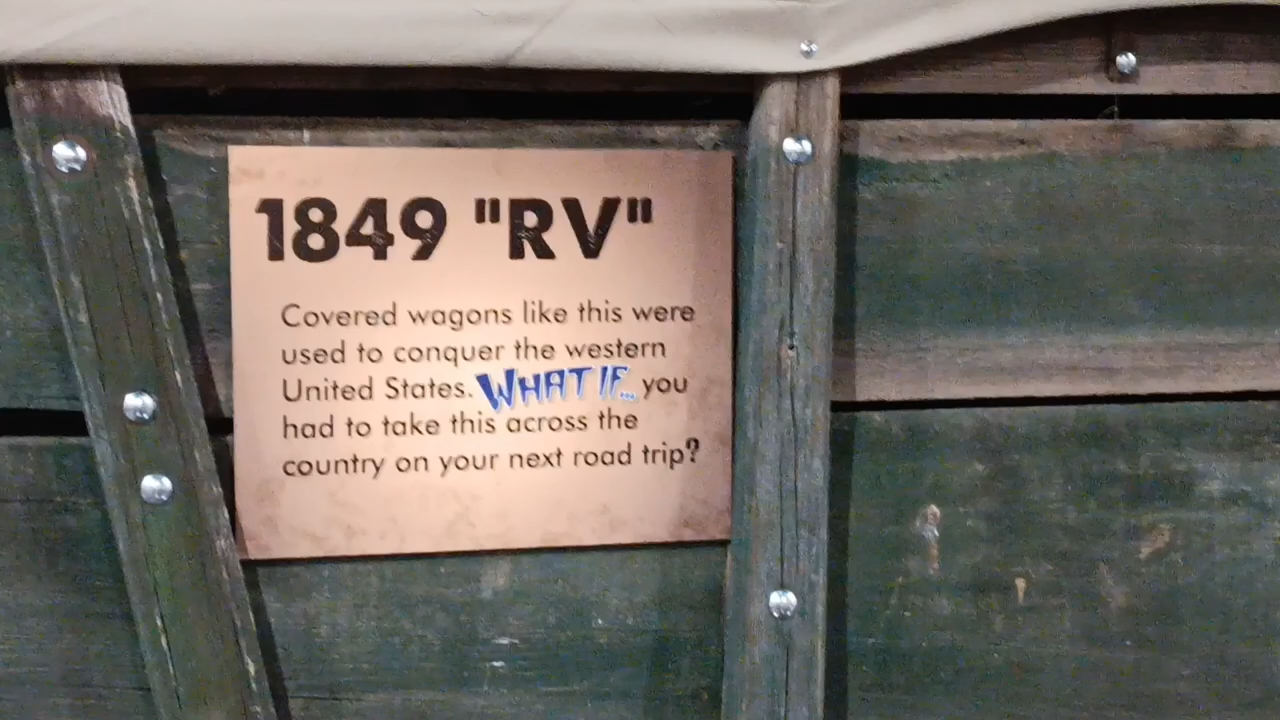 1849 "RV"
Covered wagons like this were
used to conquer the western
United States. WHAT IF... you
had to take this across the
country on your next road trip?